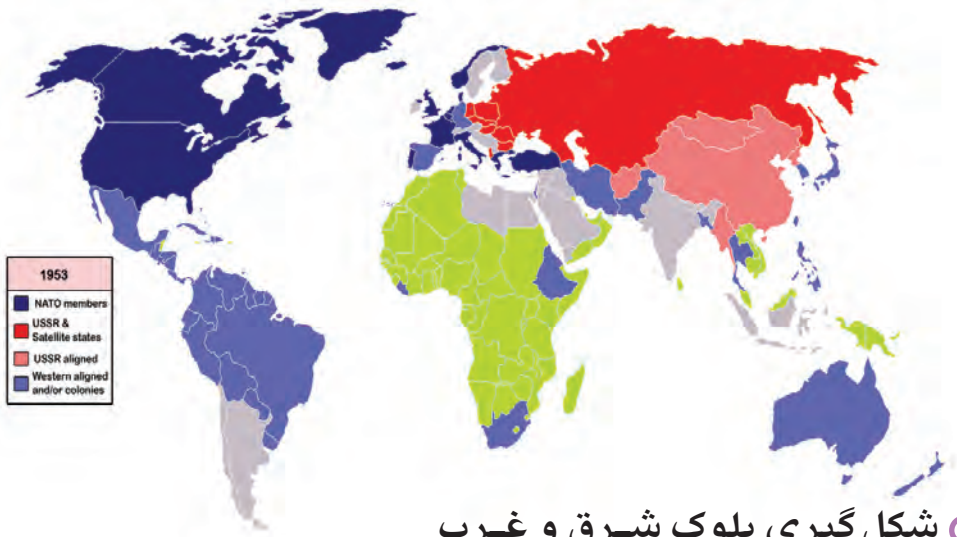 1953
NATO members
USSR &
Satellite states
USSR aligned
Western aligned
and/or colonies
شکل‌گیری بلوک شرق و غرب